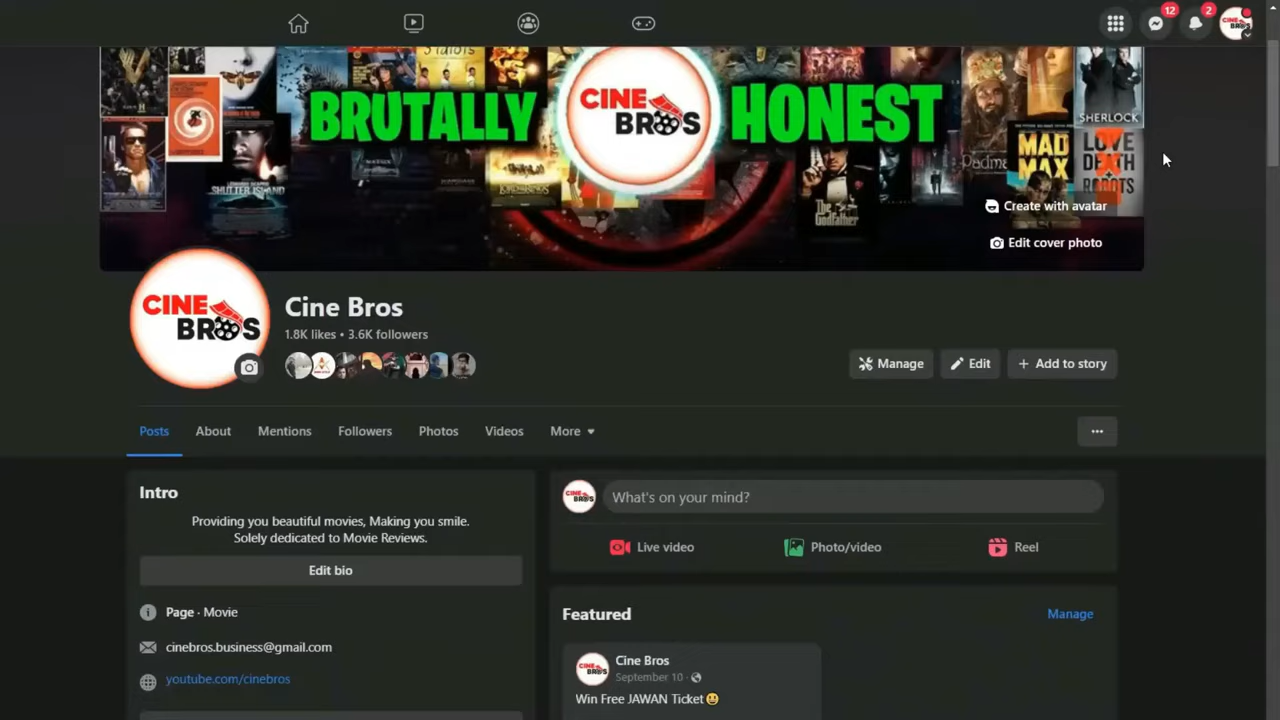 12
2
BRUTALLY
CINE
BROS
HONEST
SHERLOCK
MAD
MAX
LOVE
DEATH
ROBOTS
SHUTTER ISLAND
The
Godfather
Create with avatar
Edit cover photo
CINE
BROS
Cine Bros
1.8K likes • 3.6K followers
Manage
Edit
+ Add to story
Posts
About
Mentions
Followers
Photos
Videos
More
Intro
Providing you beautiful movies, Making you smile.
Solely dedicated to Movie Reviews.
Edit bio
Page · Movie
cinebros.business@gmail.com
youtube.com/cinebros
What's on your mind?
Live video
Photo/video
Reel
Featured
Manage
Cine Bros
September 10 ·
Win Free JAWAN Ticket😀